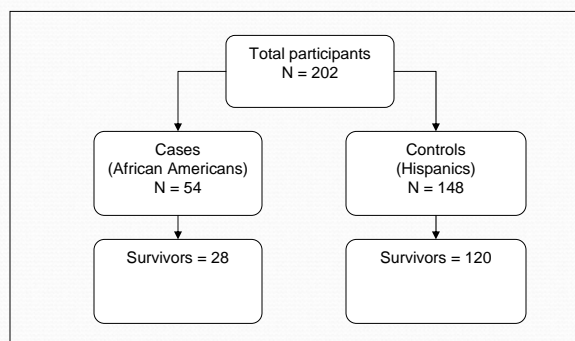 Total participants
N = 202
Cases
(African Americans)
N = 54
Controls
(Hispanics)
N = 148
Survivors = 28
Survivors = 120